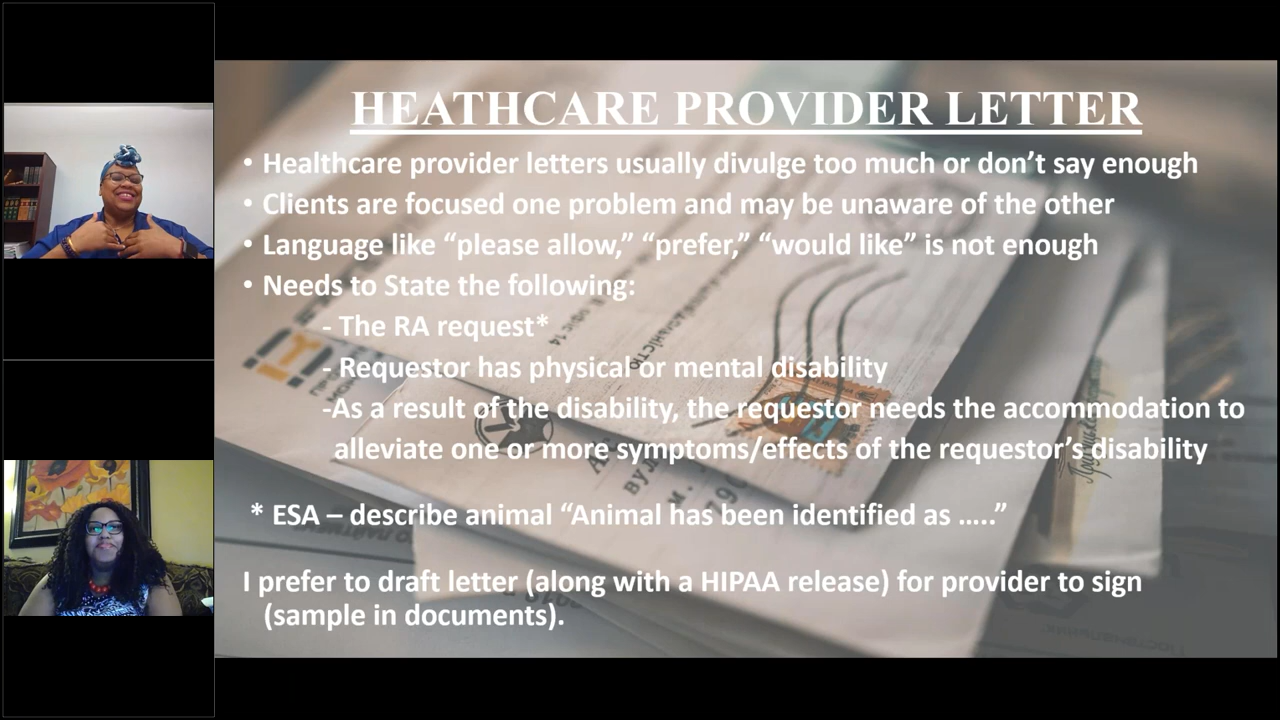 HEATHCARE PROVIDER LETTER
• Healthcare provider letters usually divulge too much or don’t say enough
• Clients are focused one problem and may be unaware of the other
• Language like “please allow,” “prefer,” “would like” is not enough
• Needs to State the following:
- The RA request*
- Requestor has physical or mental disability
-As a result of the disability, the requestor needs the accommodation to
alleviate one or more symptoms/effects of the requestor’s disability
* ESA – describe animal “Animal has been identified as …..”
I prefer to draft letter (along with a HIPAA release) for provider to sign
(sample in documents).